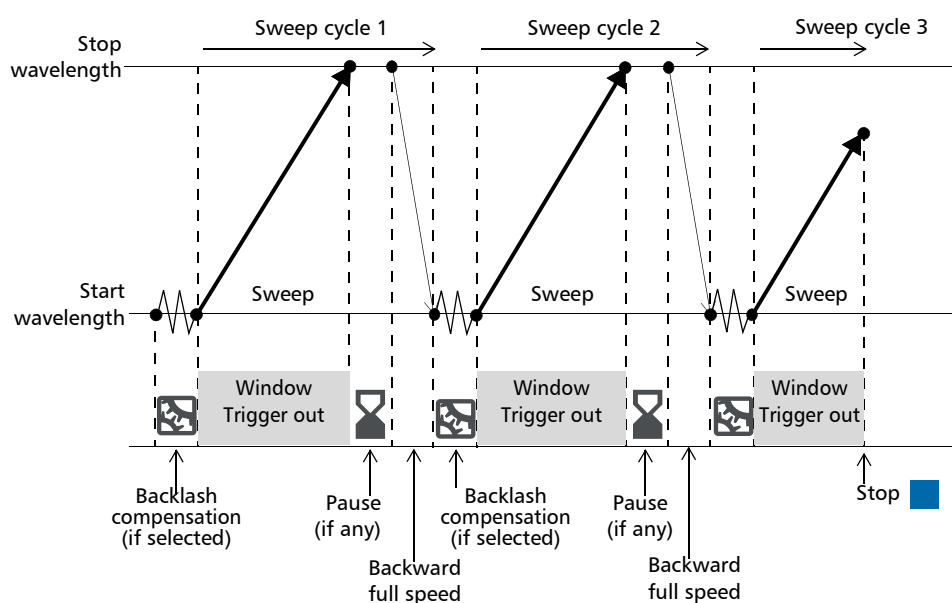 Sweep cycle 1
Sweep cycle 2
Sweep cycle 3
Stop
wavelength
Start
wavelength
Sweep
Sweep
Sweep
Window
Trigger out
Window
Trigger out
Window
Trigger out
Backlash
compensation
(if selected)
Pause
(if any)
Backward
full speed
Backlash
compensation
(if selected)
Pause
(if any)
Backward
full speed
Stop